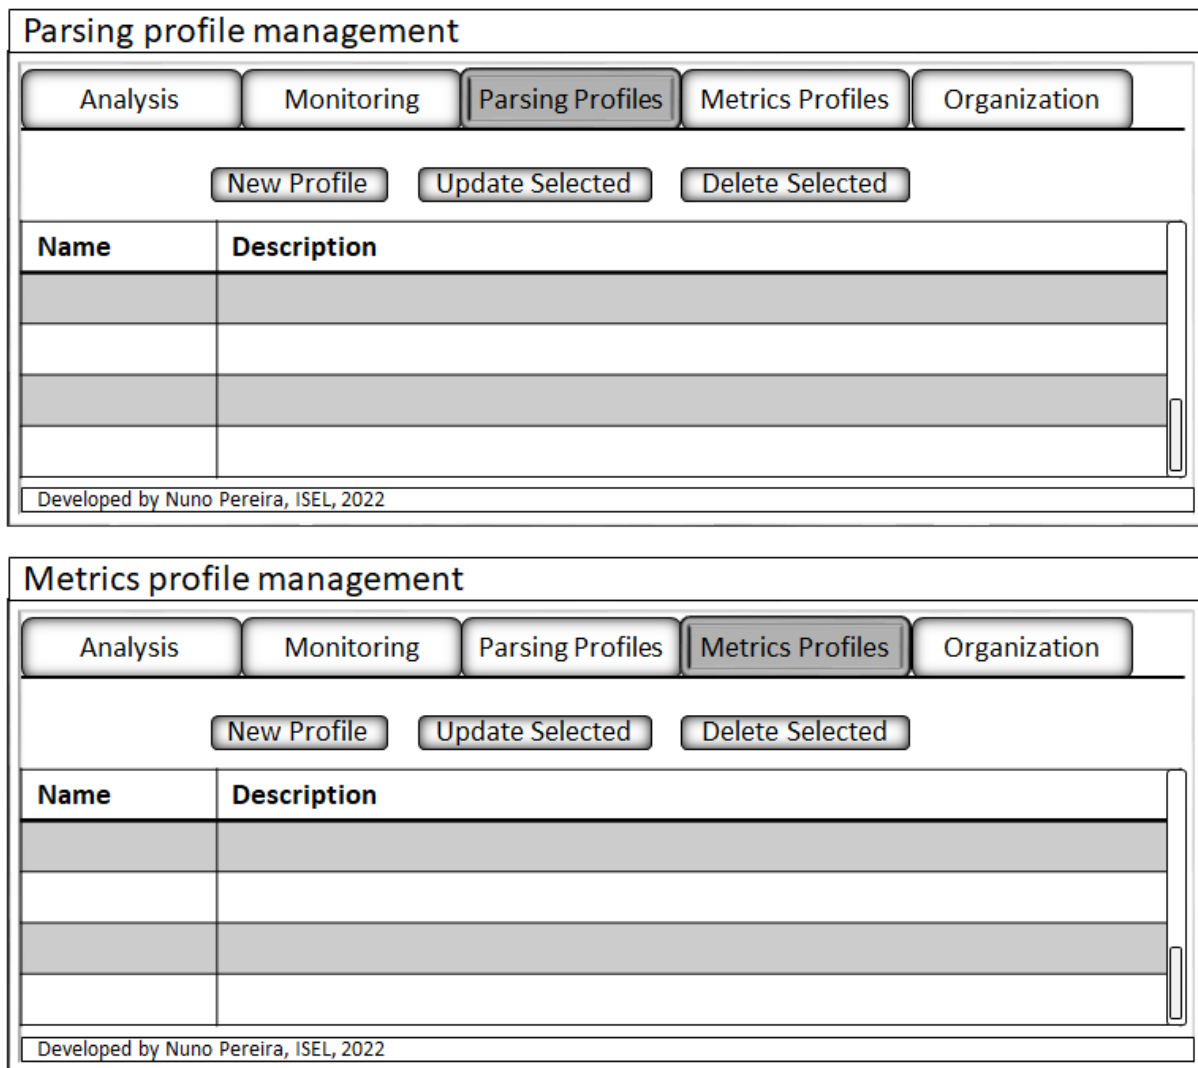 Parsing profile management
Analysis Monitoring Parsing Profiles Metrics Profiles Organization
New Profile Update Selected Delete Selected
Name Description
Developed by Nuno Pereira, ISEL, 2022
Metrics profile management
Analysis Monitoring Parsing Profiles Metrics Profiles Organization
New Profile Update Selected Delete Selected
Name Description
Developed by Nuno Pereira, ISEL, 2022